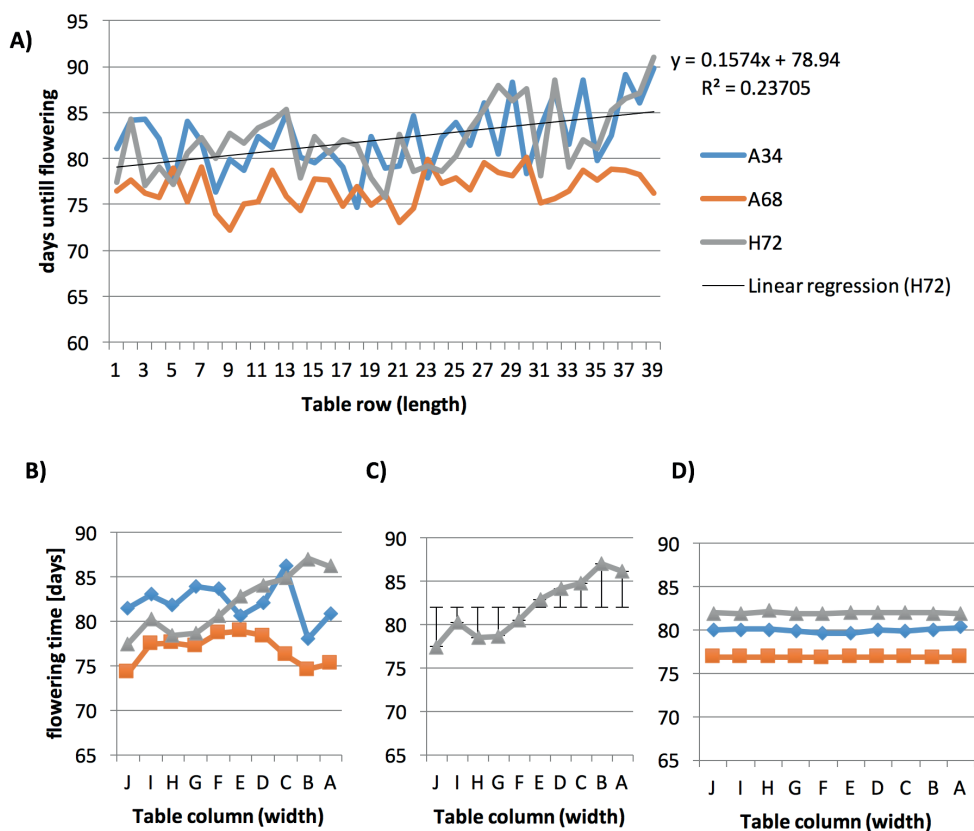 A)
95
90
85
80
75
70
65
60
days untill flowering
1 3 5 7 9 11 13 15 17 19 21 23 25 27 29 31 33 35 37 39
Table row (length)
y = 0.1574x + 78.94
R² = 0.23705
A34
A68
H72
Linear regression (H72)
B)
90
85
80
75
70
65
flowering time [days]
J I H G F E D C B A
Table column (width)
C)
90
85
80
75
70
65
J I H G F E D C B A
Table column (width)
D)
90
85
80
75
70
65
J I H G F E D C B A
Table column (width)